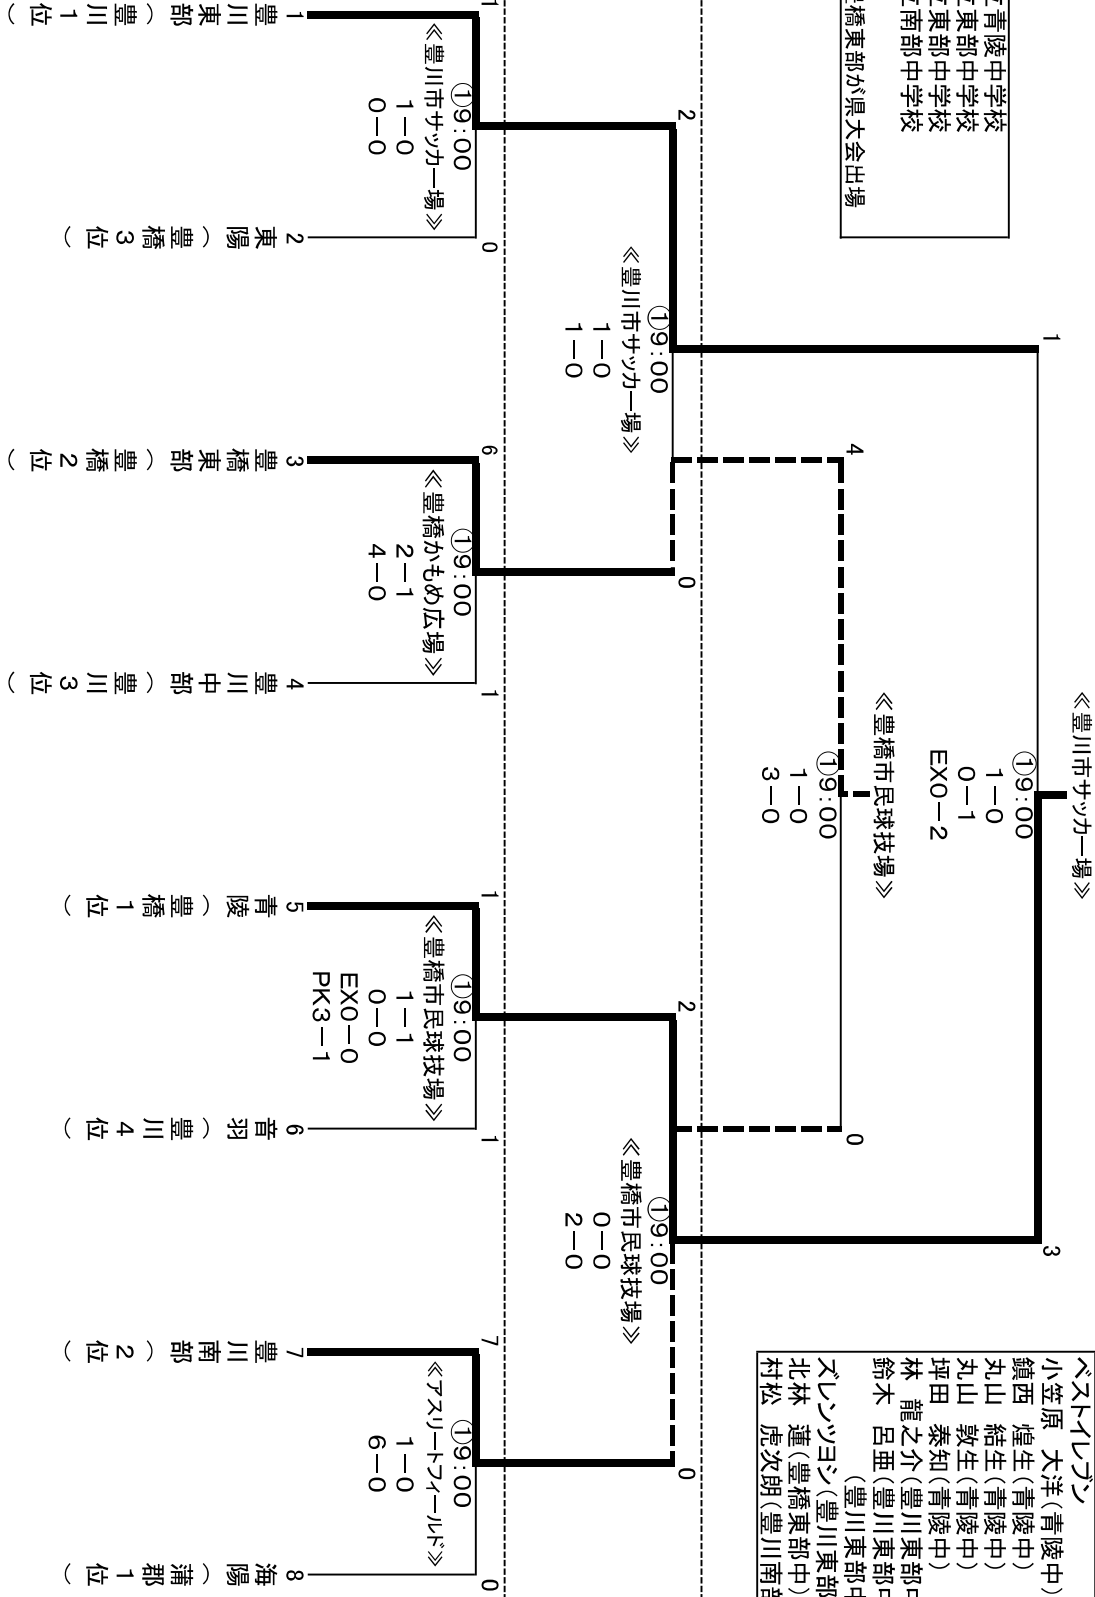 立青陵中学校
立東部中学校
立東部中学校
立南部中学校
豊橋東部が県大会出場
≪豊川市サッカー場≫
①9:00
1―0
0―1
EX0―2
1
3
≪豊橋市民球技場≫
①9:00
1―0
3―0
4
0
2
≪豊川市サッカー場≫
①9:00
1―0
1―0
0
2
≪豊橋市民球技場≫
①9:00
0―0
2―0
0
1
≪豊川市サッカー場≫
①9:00
1―0
0―0
0
6
≪豊橋かもめ広場≫
①9:00
2―1
4―0
1
1
≪豊橋市民球技場≫
①9:00
1―1
0―0
EX0―0
PK3―1
1
7
≪アスリートフィールド≫
①9:00
1―0
6―0
0
1
豊川東部（豊川1位）
2
東陽（豊橋3位）
3
豊橋東部（豊橋2位）
4
豊川中部（豊川3位）
5
青陵（豊橋1位）
6
音羽（豊川4位）
7
豊川南部（2位）
8
海陽（蒲郡1位）
ベストイレブン
小笠原 大洋(青陵中)
鎮西 煌生(青陵中)
丸山 結生(青陵中)
丸山 敦生(青陵中)
坪田 泰知(青陵中)
林 龍之介(豊川東部中
鈴木 呂亜(豊川東部中
(豊川東部中
ズレンツヨシ(豊川東部
北林 蓮(豊橋東部中)
村松 虎次朗(豊川南部